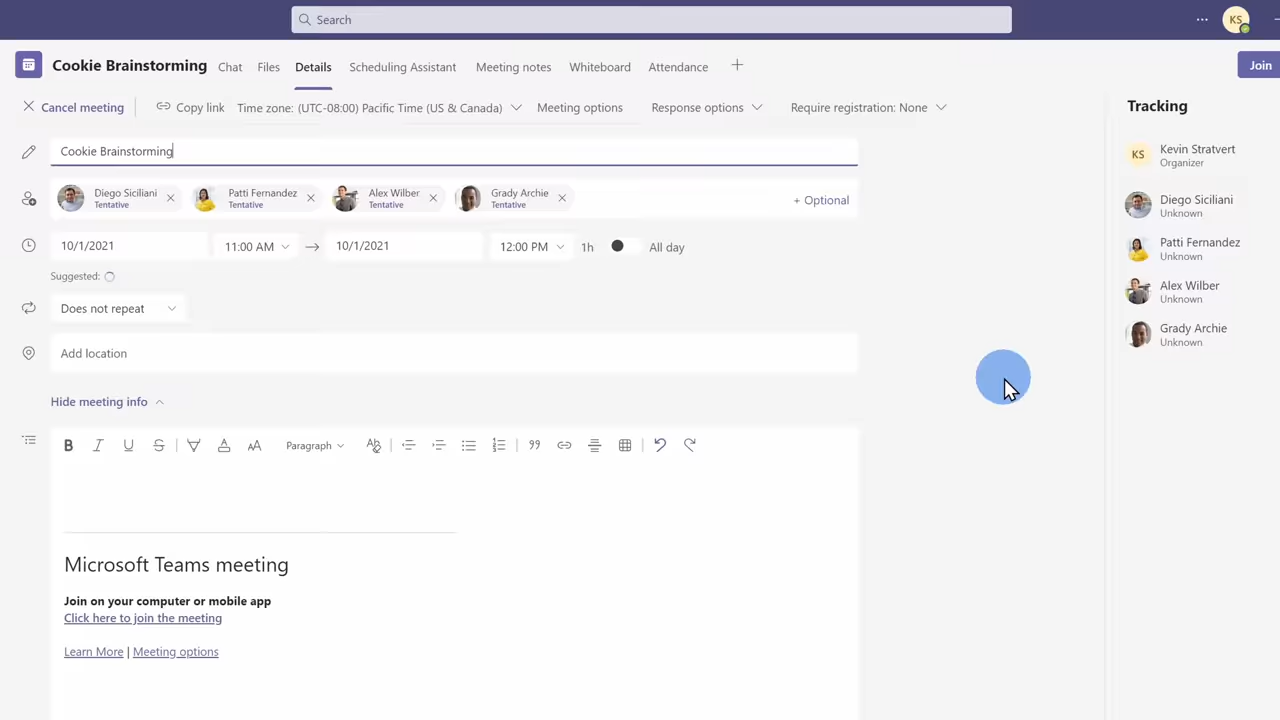 Search
KS
Cookie Brainstorming
Chat
Files
Details
Scheduling Assistant
Meeting notes
Whiteboard
Attendance
Join
Cancel meeting
Copy link
Time zone: (UTC-08:00) Pacific Time (US & Canada)
Meeting options
Response options
Require registration: None
Tracking
Cookie Brainstorming
KS
Kevin Stratvert
Organizer
Diego Siciliani
Tentative
Patti Fernandez
Tentative
Alex Wilber
Tentative
Grady Archie
Tentative
+ Optional
Diego Siciliani
Unknown
10/1/2021
11:00 AM
10/1/2021
12:00 PM
1h
All day
Patti Fernandez
Unknown
Suggested:
Alex Wilber
Unknown
Does not repeat
Grady Archie
Unknown
Add location
Hide meeting info
Paragraph
Microsoft Teams meeting
Join on your computer or mobile app
Click here to join the meeting
Learn More | Meeting options